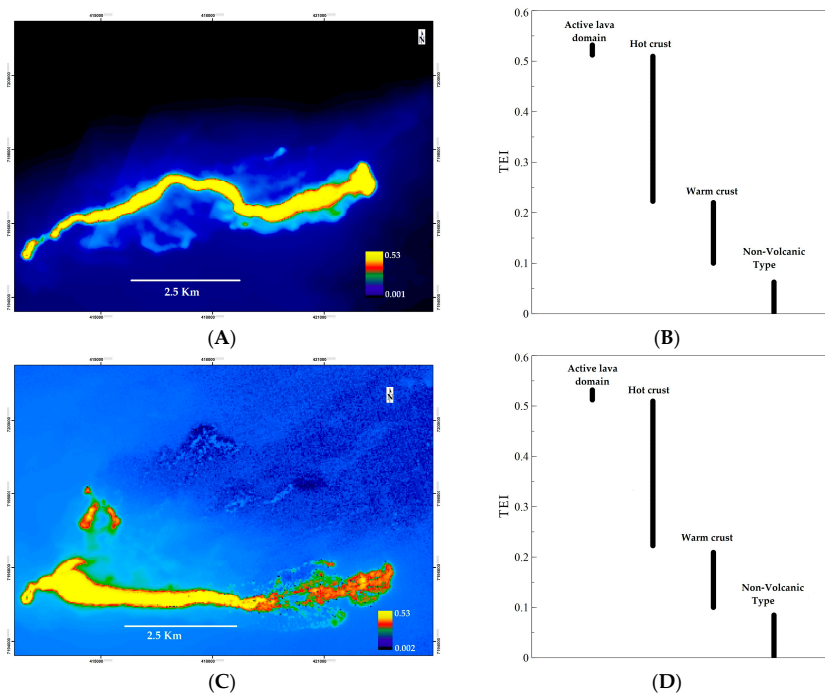 N
2.5 Km
0.53
0.001
(A)
0.6
0.5
0.4
0.3
0.2
0.1
0
TEI
Active lava
domain
Hot crust
Warm crust
Non-Volcanic
Type
(B)
N
2.5 Km
0.53
0.002
(C)
0.6
0.5
0.4
0.3
0.2
0.1
0
TEI
Active lava
domain
Hot crust
Warm crust
Non-Volcanic
Type
(D)